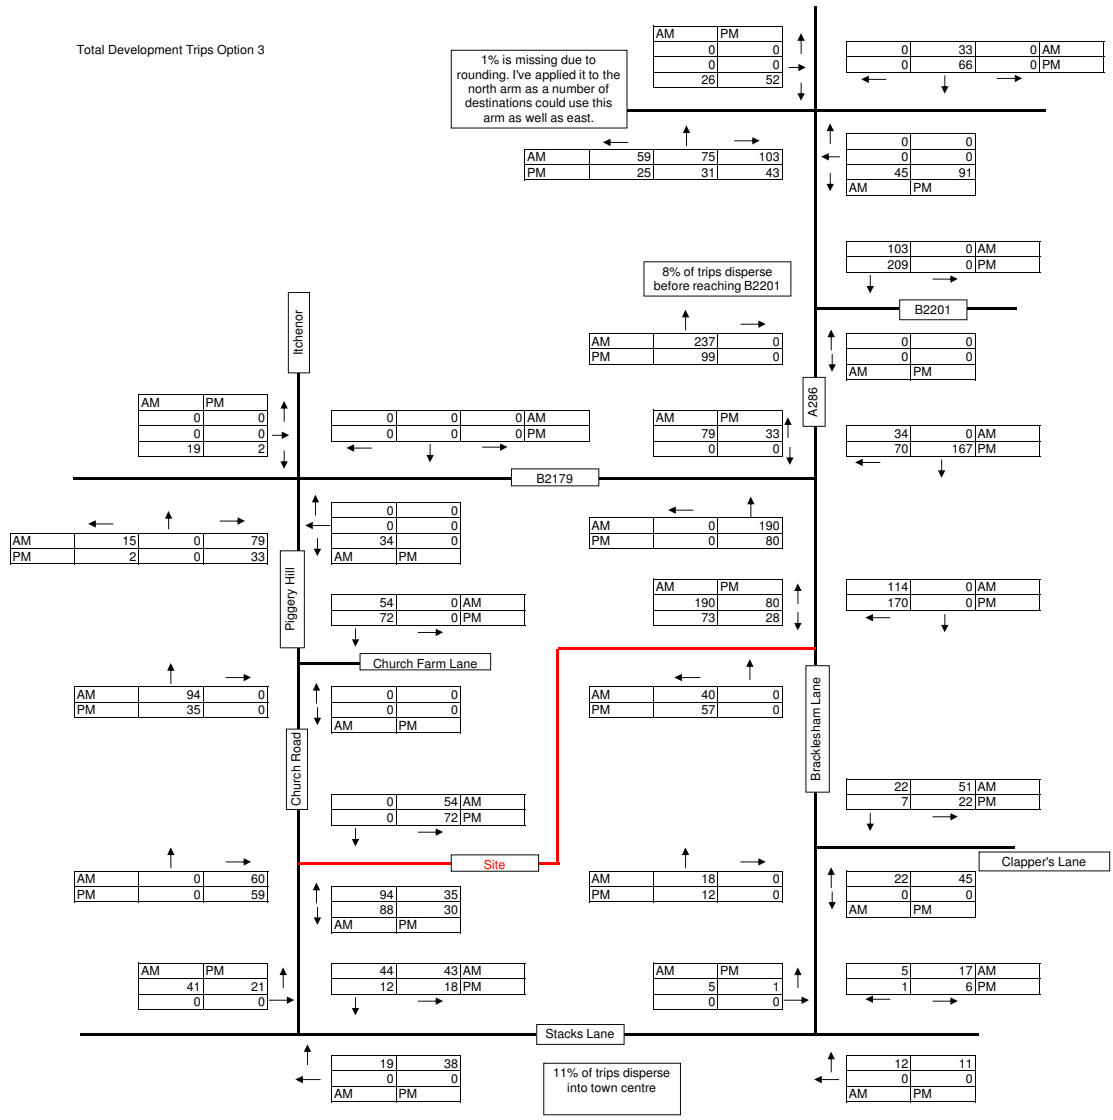 Total Development Trips Option 3
1% is missing due to
rounding. I've applied it to the
north arm as a number of
destinations could use this
arm as well as east.
AM PM
0 0
0 0
26 52
0 33 0 AM
0 66 0 PM
AM 59 75 103
PM 25 31 43
0 0
0 0
45 91
AM PM
103 0 AM
209 0 PM
8% of trips disperse
before reaching B2201
B2201
AM 237 0
PM 99 0
0 0
0 0
AM PM
Itchenor
A286
AM PM
0 0
0 0
19 2
0 0 0 AM
0 0 0 PM
AM PM
79 33
0 0
34 0 AM
70 167 PM
B2179
AM 15 0 79
PM 2 0 33
0 0
0 0
34 0
AM PM
AM 0 190
PM 0 80
Piggery Hill
54 0 AM
72 0 PM
AM PM
190 80
73 28
114 0 AM
170 0 PM
Church Farm Lane
AM 94 0
PM 35 0
0 0
0 0
AM PM
AM 40 0
PM 57 0
Bracklesham Lane
Church Road
0 54 AM
0 72 PM
22 51 AM
7 22 PM
Site
Clapper's Lane
AM 0 60
PM 0 59
94 35
88 30
AM PM
AM 18 0
PM 12 0
22 45
0 0
AM PM
AM PM
41 21
0 0
44 43 AM
12 18 PM
AM PM
5 1
0 0
5 17 AM
1 6 PM
Stacks Lane
19 38
0 0
AM PM
11% of trips disperse
into town centre
12 11
0 0
AM PM